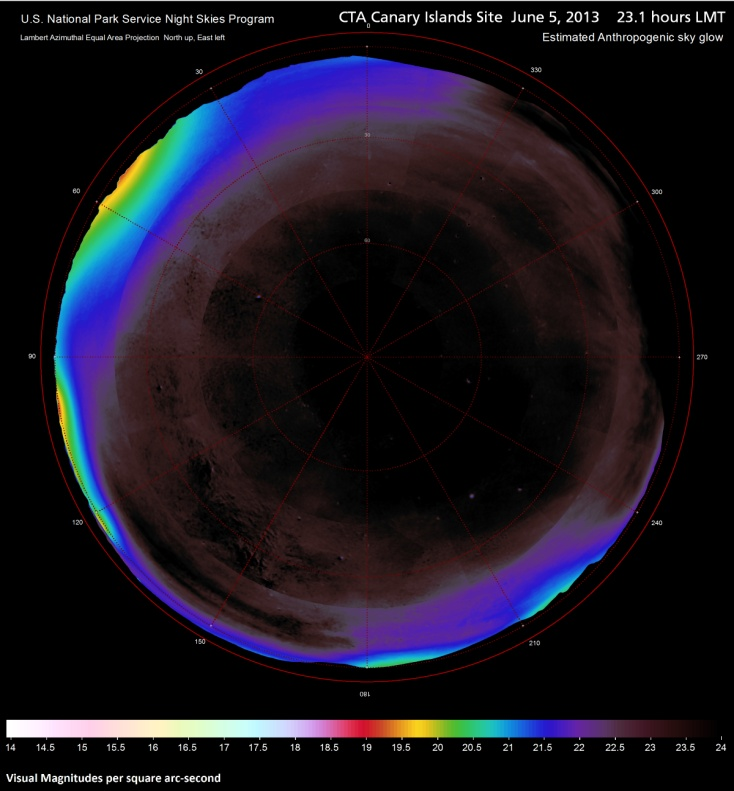 U.S. National Park Service Night Skies Program
CTA Canary Islands Site June 5, 2013 23.1 hours LMT
Lambert Azimuthal Equal Area Projection North up, East left
Estimated Anthropogenic sky glow
0
30
330
30
60
300
60
90
270
120
240
150
210
180
14 14.5 15 15.5 16 16.5 17 17.5 18 18.5 19 19.5 20 20.5 21 21.5 22 22.5 23 23.5 24
Visual Magnitudes per square arc-second